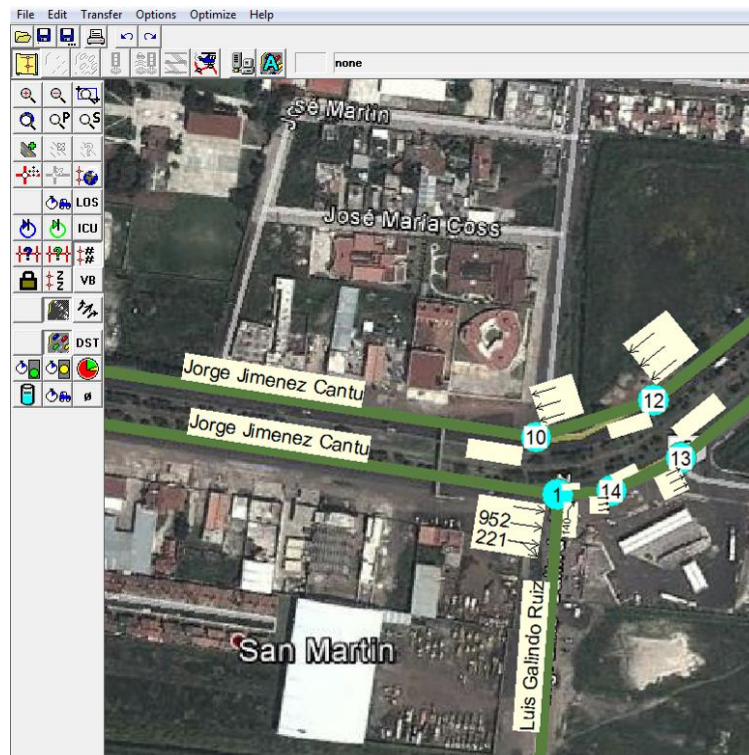 File Edit Transfer Options Optimize Help
none
P S
LOS
ICU
VB
DST
ø
sé Martin
José María Coss
Jorge Jimenez Cantu
Jorge Jimenez Cantu
12
10
13
14
1
952
221
140
Luis Galindo Ruiz
San Martin